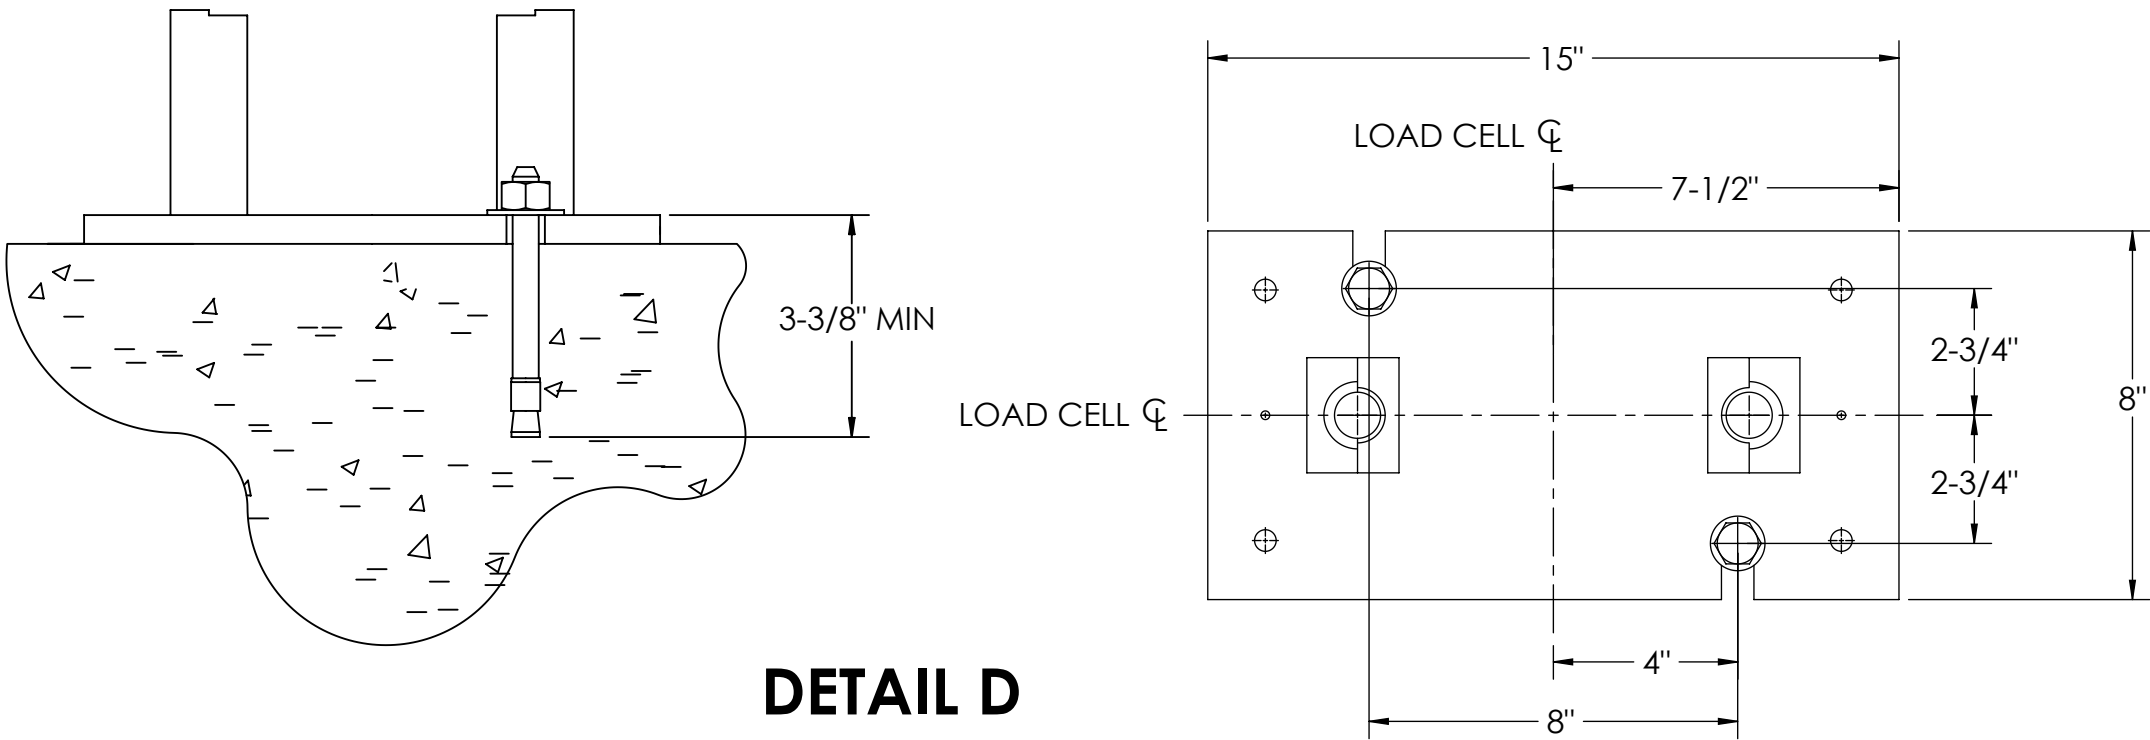 15"
LOAD CELL ℄
7-1/2"
3-3/8" MIN
2-3/4"
8"
LOAD CELL ℄
2-3/4"
4"
DETAIL D
8"